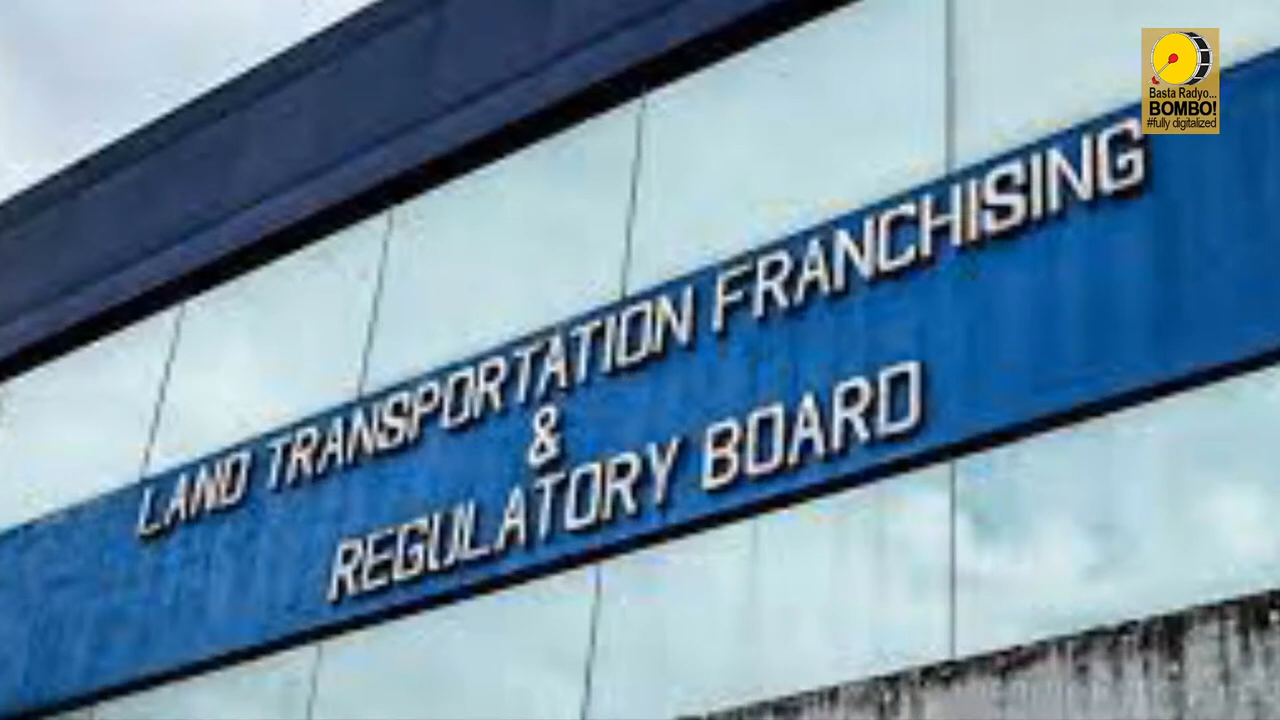 Basta Radyo...
BOMBO!
#fully digitalized
LAND TRANSPORTATION FRANCHISING
&
REGULATORY BOARD